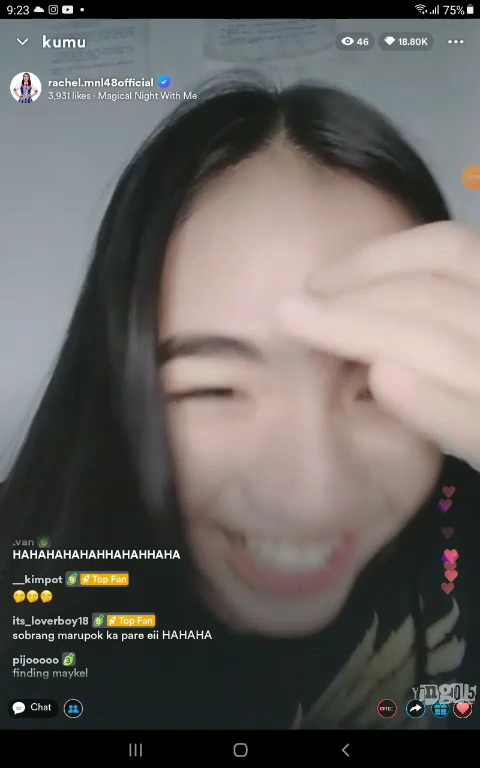 9:23
75%
kumu
46
18.80K
rachel.mnl48official
3,931 likes · Magical Night With Me
.van
HAHAHAHAHAHHAHAHHAHA
__kimpot
Top Fan
its_loverboy18
Top Fan
sobrang marupok ka pare eii HAHAHA
pijooooo
finding maykel
Chat